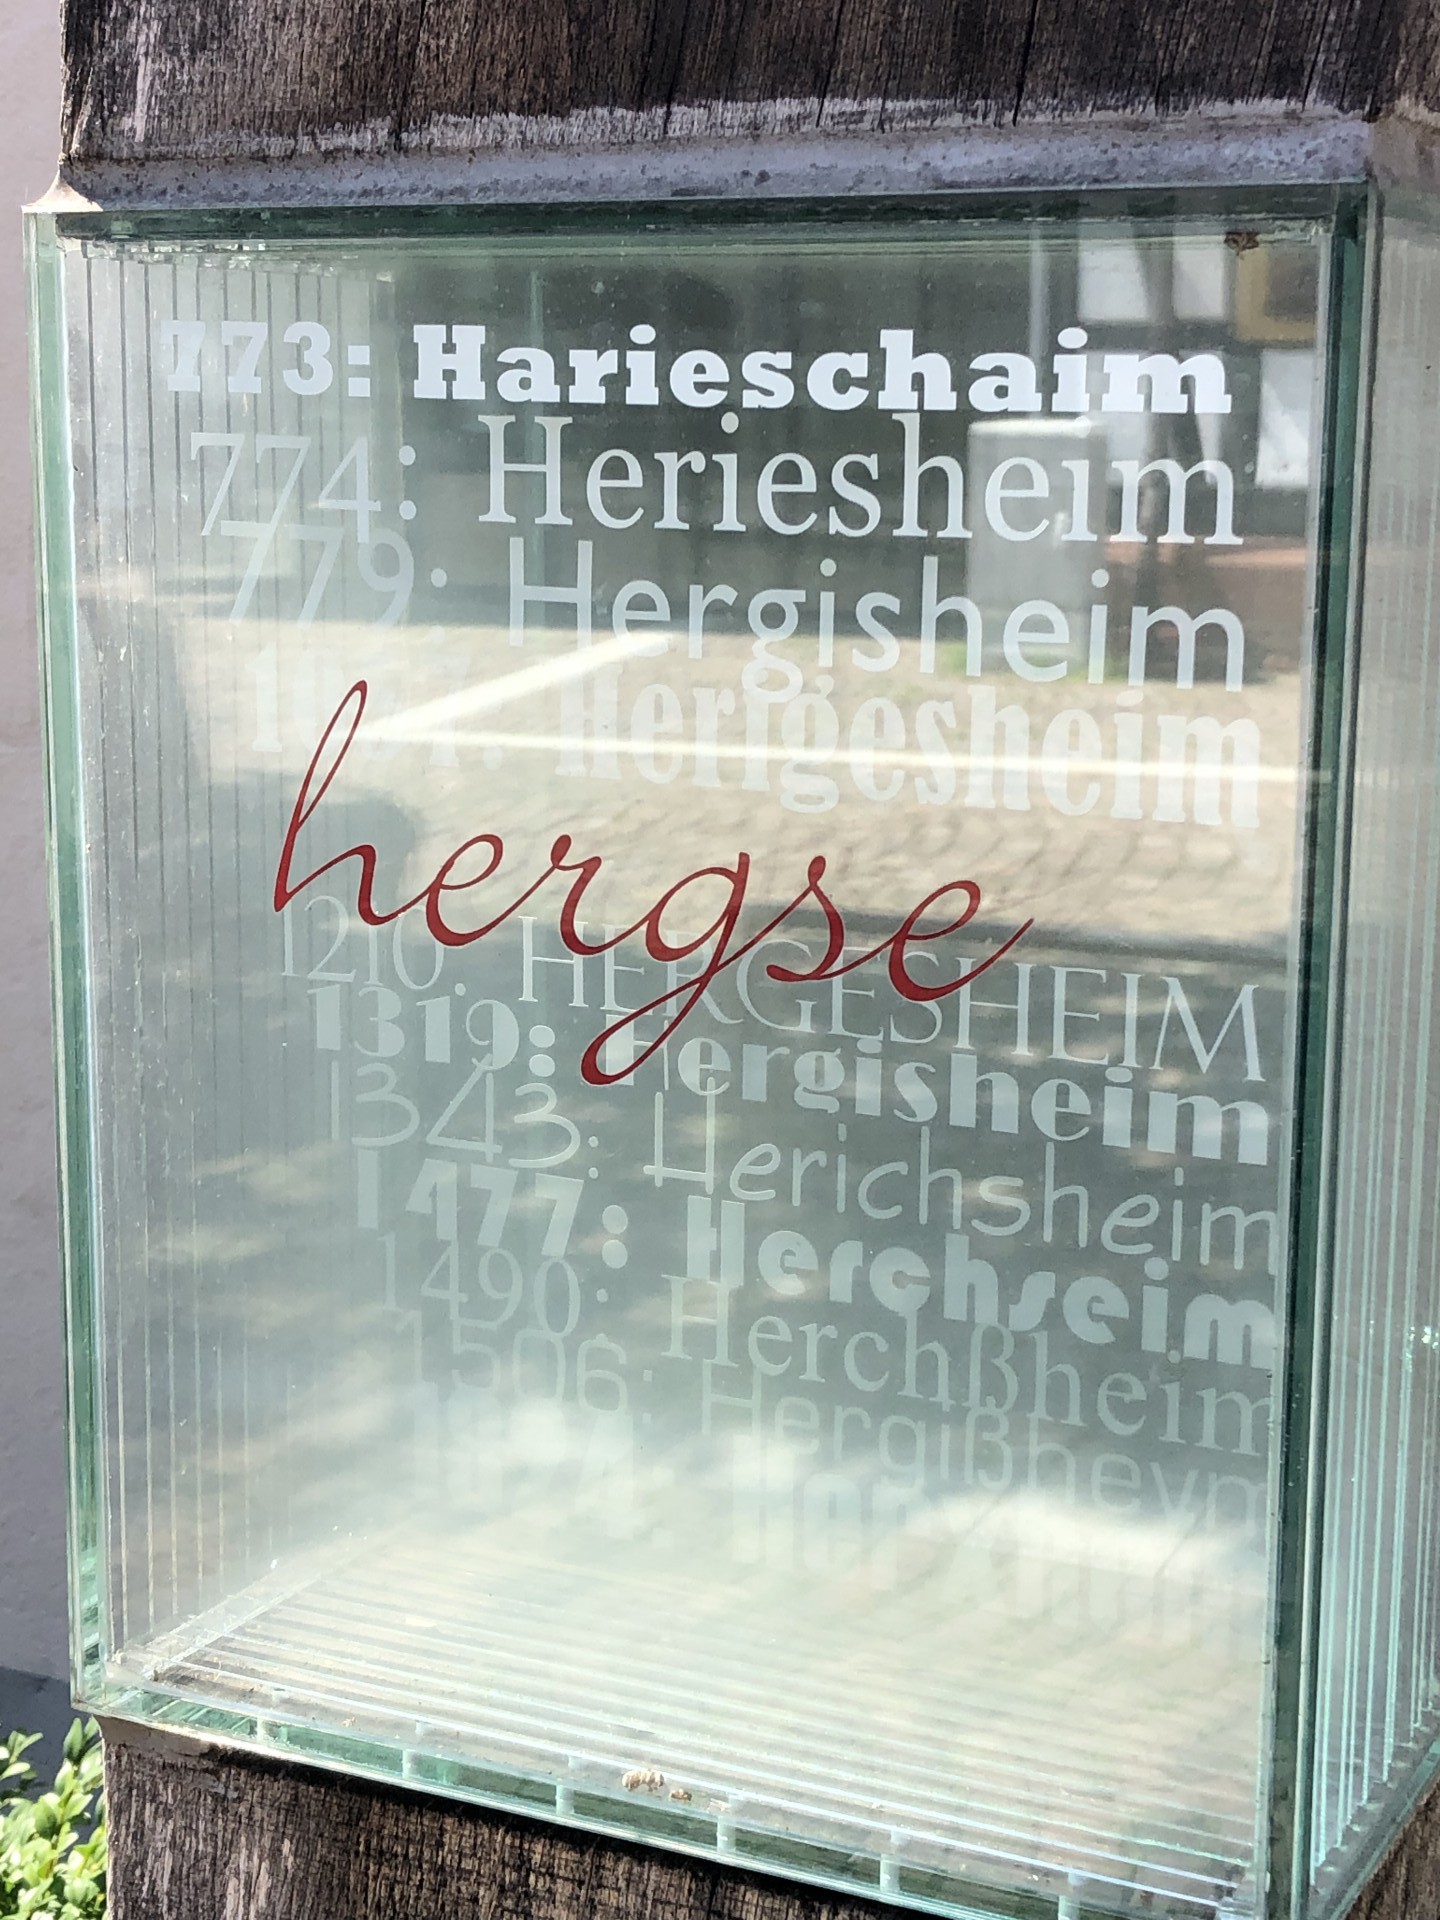 773: Harieschaim
774: Heriesheim
779: Hergisheim
Herigesheim
hergse
1210: HERGESHEIM
1319: Hergisheim
1343: Herichsheim
1477: Herchseim
1490: Herchßheim
1506: Hergißheym